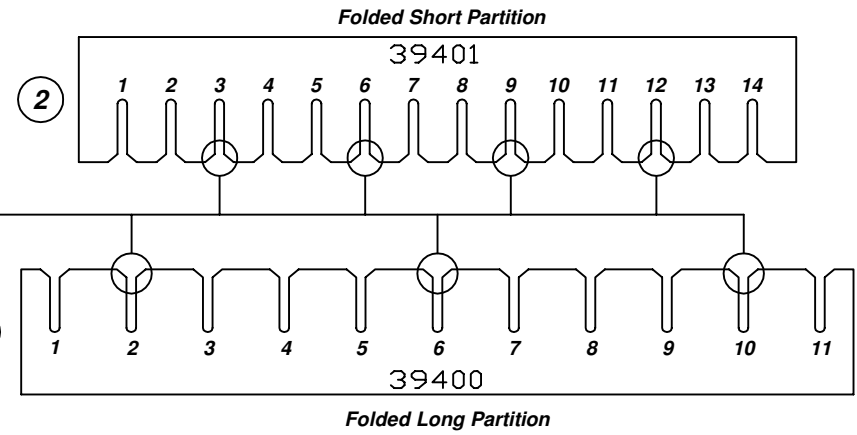 Folded Short Partition
39401
2
1 2 3 4 5 6 7 8 9 10 11 12 13 14
1 2 3 4 5 6 7 8 9 10 11
39400
Folded Long Partition